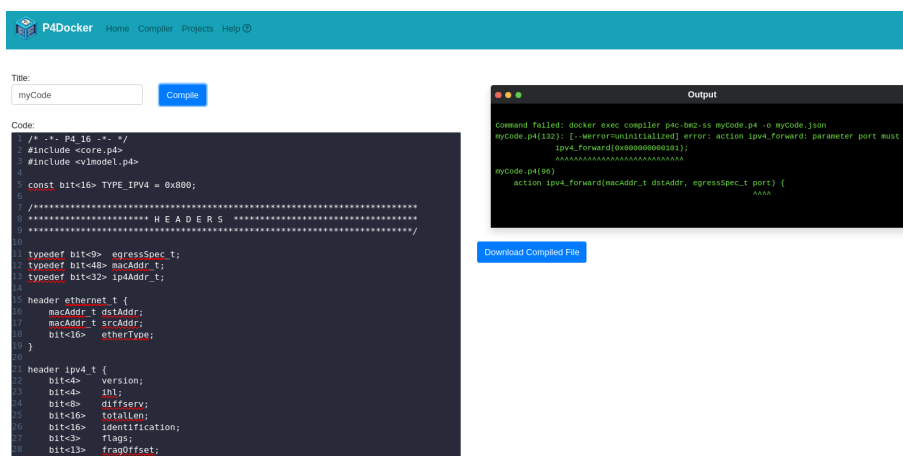 P4Docker Home Compiler Projects Help
Title:
myCode Compile
Code:
1 /* -*- P4_16 -*- */
2 #include <core.p4>
3 #include <v1model.p4>
4
5 const bit<16> TYPE_IPV4 = 0x800;
6
7 /*************************************************************************
8 *********************** H E A D E R S  ***********************************
9 *************************************************************************/
10
11 typedef bit<9>  egressSpec_t;
12 typedef bit<48> macAddr_t;
13 typedef bit<32> ip4Addr_t;
14
15 header ethernet_t {
16     macAddr_t dstAddr;
17     macAddr_t srcAddr;
18     bit<16>   etherType;
19 }
20
21 header ipv4_t {
22     bit<4>    version;
23     bit<4>    ihl;
24     bit<8>    diffserv;
25     bit<16>   totalLen;
26     bit<16>   identification;
27     bit<3>    flags;
28     bit<13>   fragOffset;
Output
Command failed: docker exec compiler p4c-bm2-ss myCode.p4 -o myCode.json
myCode.p4(132): [--Werror=uninitialized] error: action ipv4_forward: parameter port must
ipv4_forward(0x000000000101);
^^^^^^^^^^^^^^^^^^^^^^^^^^^^
myCode.p4(96)
action ipv4_forward(macAddr_t dstAddr, egressSpec_t port) {
^^^^
Download Compiled File